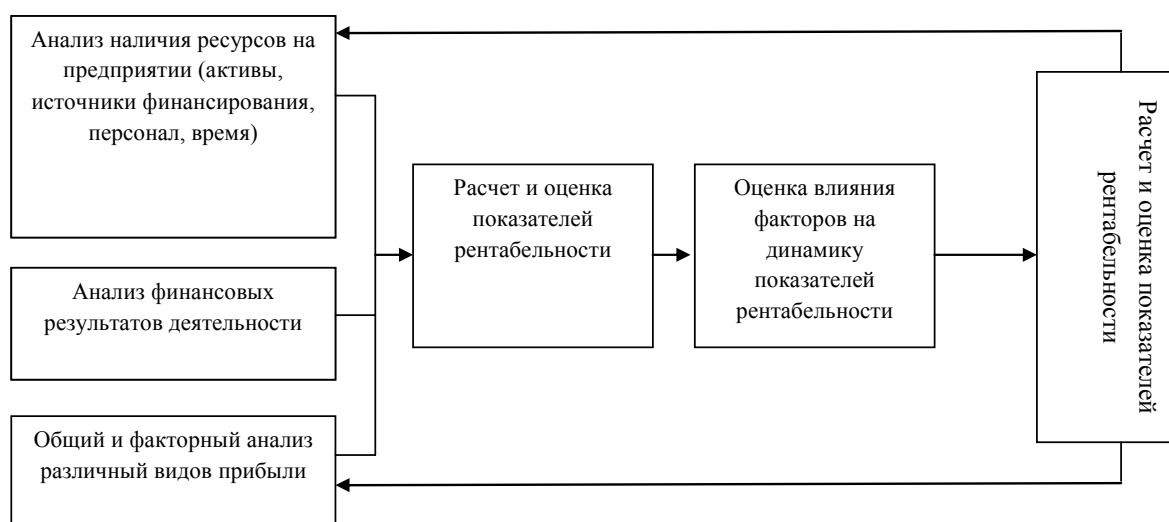 Анализ наличия ресурсов на
предприятии (активы,
источники финансирования,
персонал, время)
Анализ финансовых
результатов деятельности
Общий и факторный анализ
различный видов прибыли
Расчет и оценка
показателей
рентабельности
Оценка влияния
факторов на
динамику
показателей
рентабельности
Расчет и оценка показателей
рентабельности